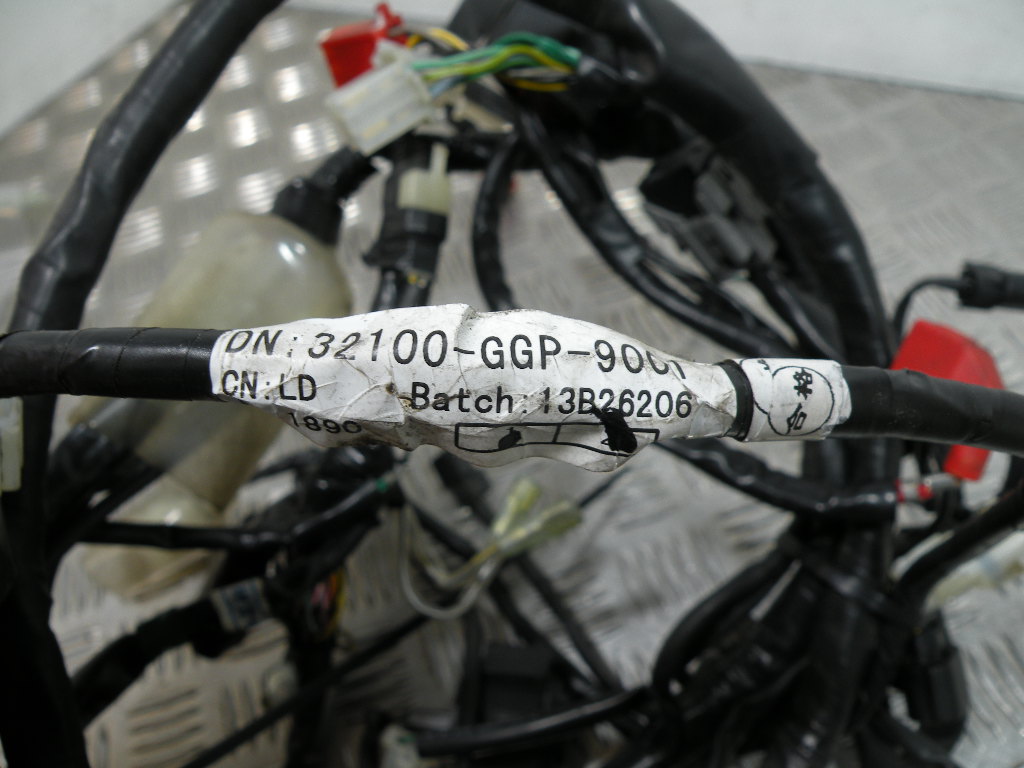 DN: 32100-GGP-900
CN: LD Batch: 13B26206
1890